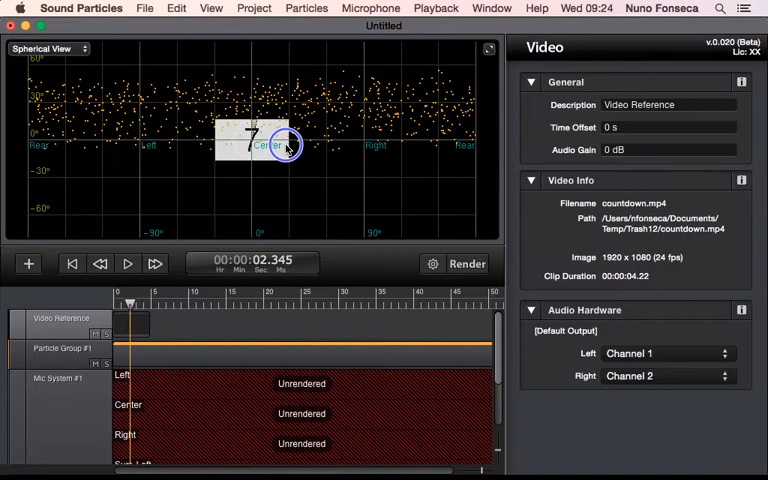 Sound Particles File Edit View Project Particles Microphone Playback Window Help Wed 09:24 Nuno Fonseca
Untitled
Spherical View
60°
30°
0°
-30°
-60°
Rear Left Center Right Rear
-90° 0° 90°
7
00:00:02.345
Hr Min Sec Ms
Render
0 5 10 15 20 25 30 35 40 45 50
Video Reference
M S
Particle Group #1
M S
Mic System #1
Left
Unrendered
Center
Unrendered
Right
Unrendered
Video
v.0.020 (Beta)
Lic: XX
General
Description Video Reference
Time Offset 0 s
Audio Gain 0 dB
Video Info
Filename countdown.mp4
Path /Users/nfonseca/Documents/
Temp/Trash12/countdown.mp4
Image 1920 x 1080 (24 fps)
Clip Duration 00:00:04.22
Audio Hardware
[Default Output]
Left Channel 1
Right Channel 2